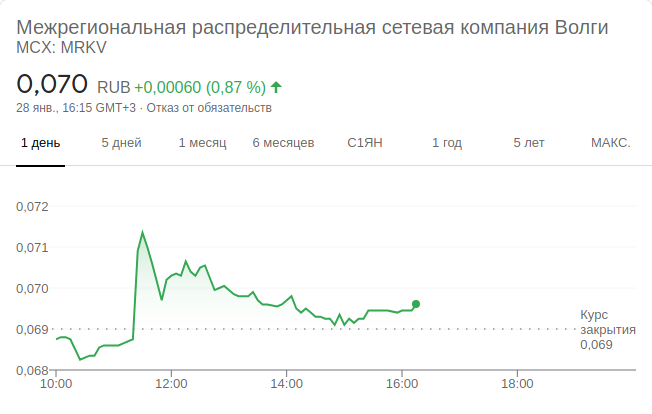 Межрегиональная распределительная сетевая компания Волги
MCX: MRKV
0,070 RUB +0,00060 (0,87 %)
28 янв., 16:15 GMT+3 · Отказ от обязательств
1 день 5 дней 1 месяц 6 месяцев С1ЯН 1 год 5 лет МАКС.
0,072
0,071
0,070
Курс
0,069 закрытия
0,069
0,068
10:00 12:00 14:00 16:00 18:00